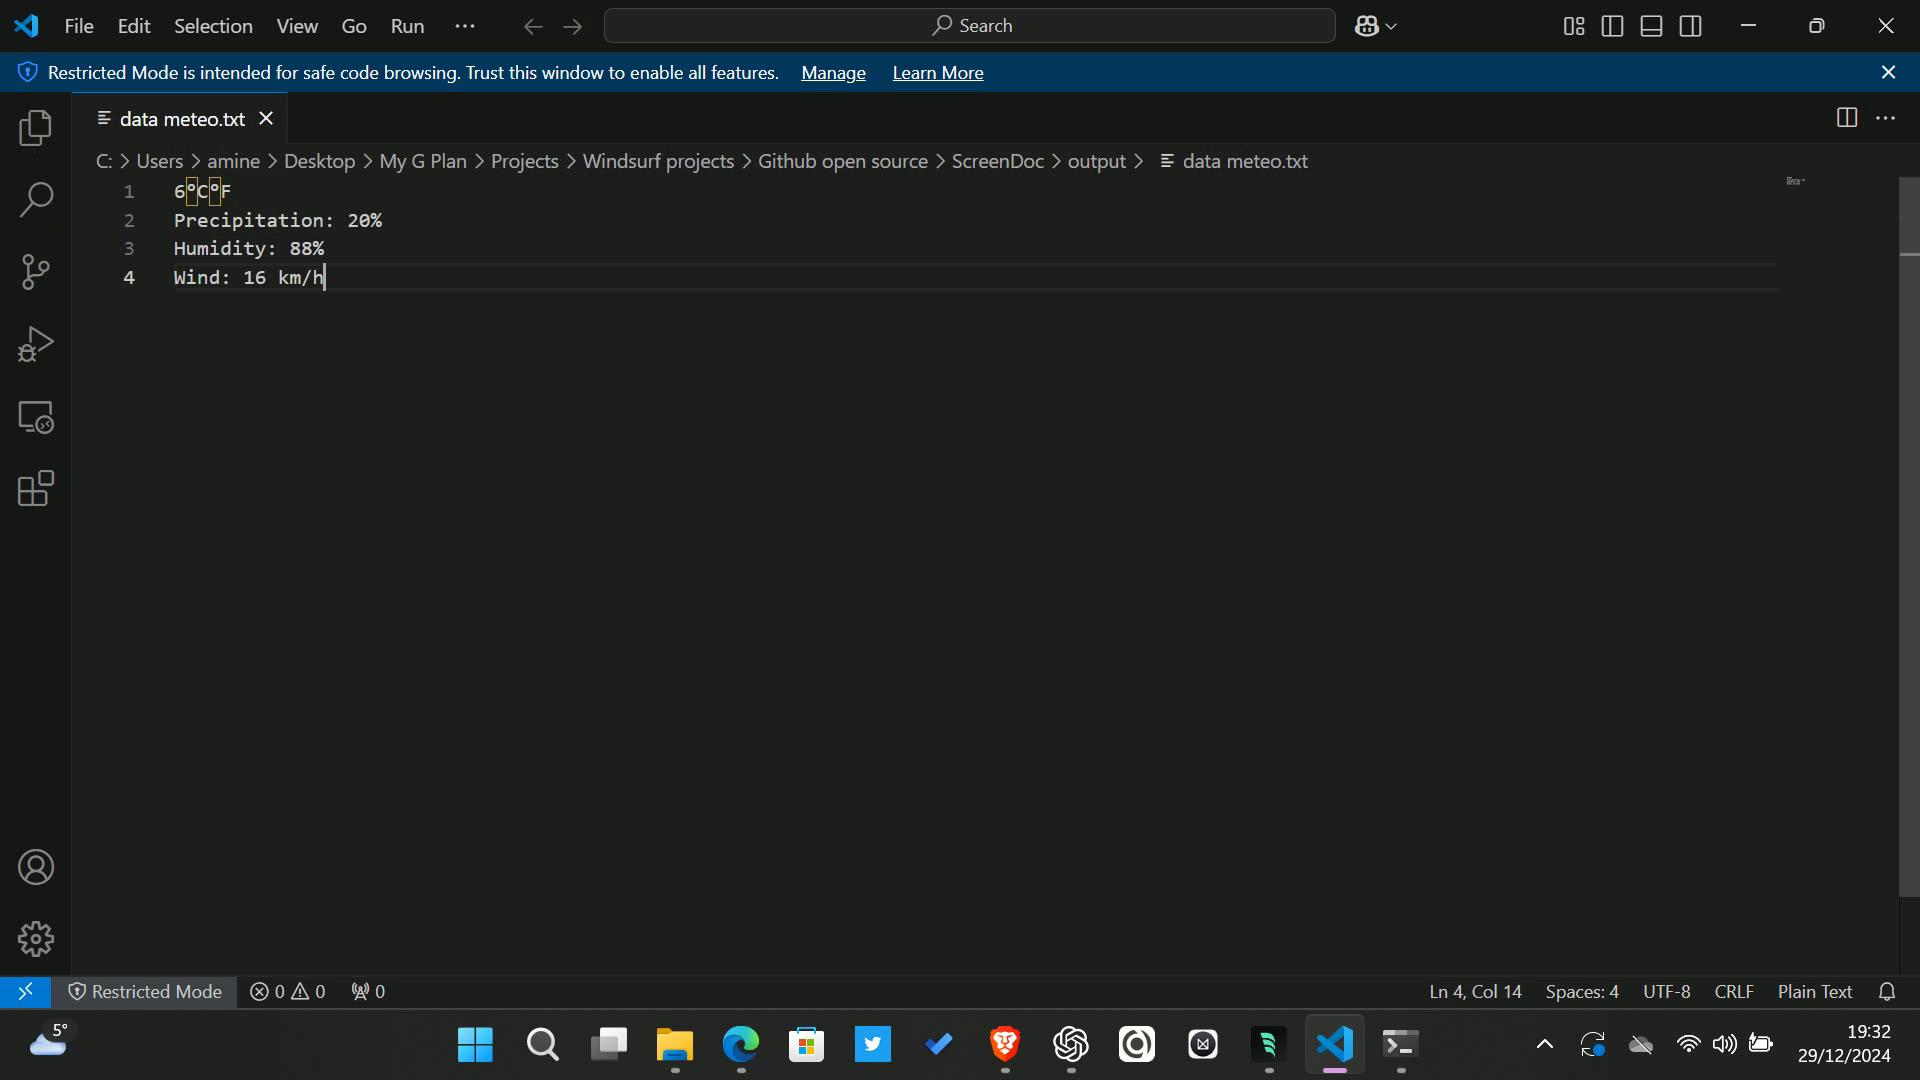 File Edit Selection View Go Run ··· Search
Restricted Mode is intended for safe code browsing. Trust this window to enable all features. Manage Learn More
data meteo.txt
C: > Users > amine > Desktop > My G Plan > Projects > Windsurf projects > Github open source > ScreenDoc > output > data meteo.txt
1 6°C°F
2 Precipitation: 20%
3 Humidity: 88%
4 Wind: 16 km/h
Restricted Mode 0 0 0 Ln 4, Col 14 Spaces: 4 UTF-8 CRLF Plain Text
5° 19:32
29/12/2024